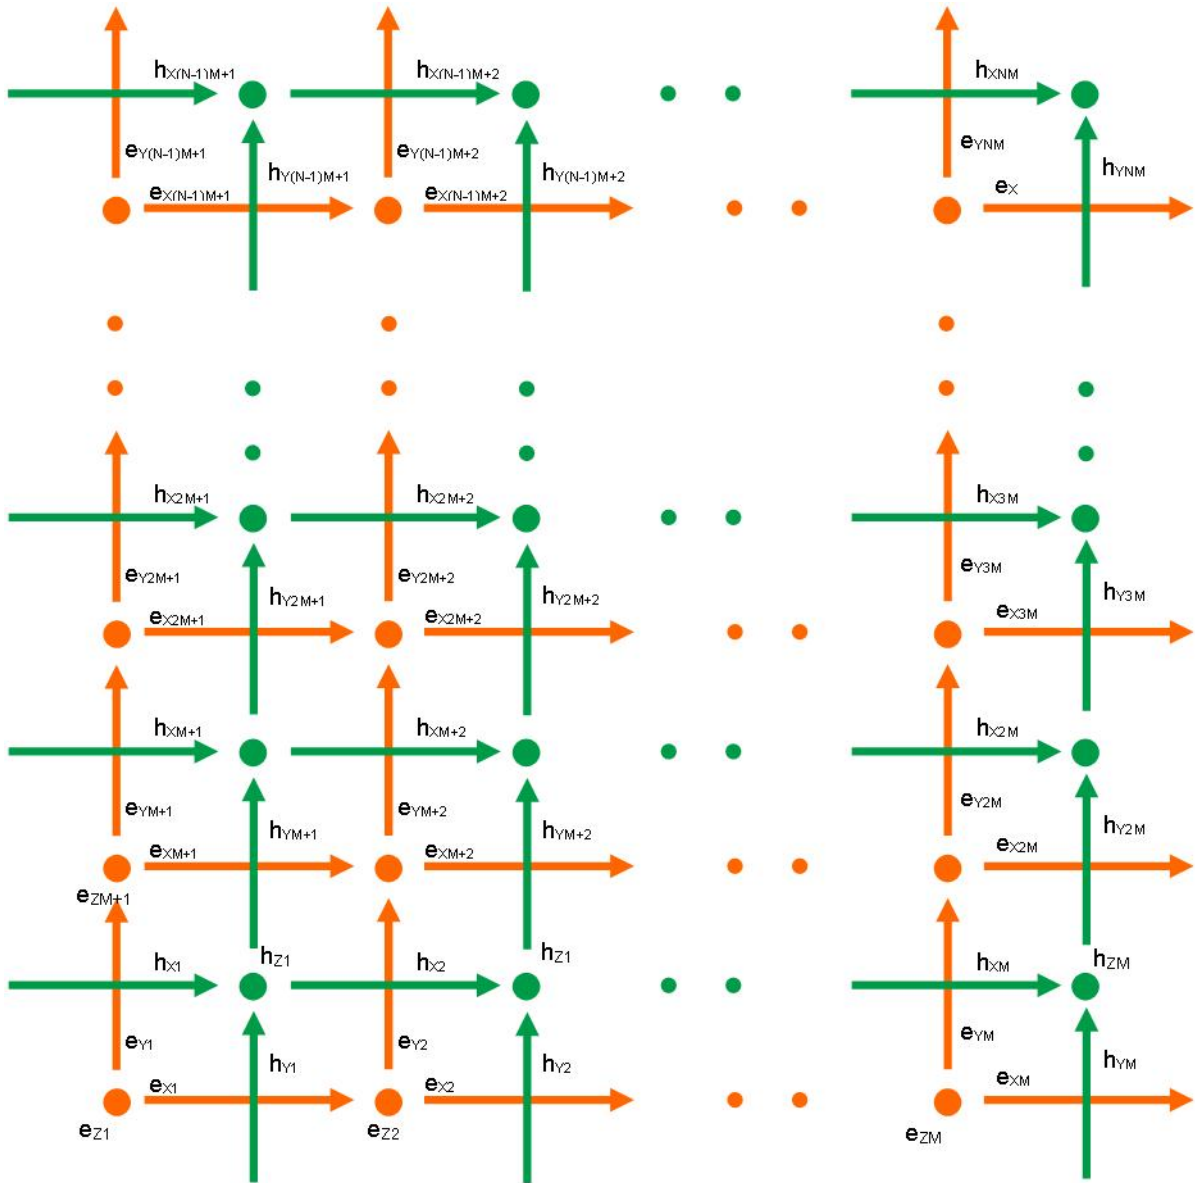 hX(N-1)M+1 hX(N-1)M+2 hXNM
eY(N-1)M+1 eY(N-1)M+2 eYNM
hY(N-1)M+1 hY(N-1)M+2 hYNM
eX(N-1)M+1 eX(N-1)M+2 eX
hX2M+1 hX2M+2 hX3M
eY2M+1 eY2M+2 eY3M
hY2M+1 hY2M+2 hY3M
eX2M+1 eX2M+2 eX3M
hXM+1 hXM+2 hX2M
eYM+1 eYM+2 eY2M
hYM+1 hYM+2 hY2M
eXM+1 eXM+2 eX2M
eZM+1
hX1 hZ1 hX2 hZ1 hXM hZM
eY1 eY2 eYM
hY1 hY2 hYM
eX1 eX2 eXM
eZ1 eZ2 eZM